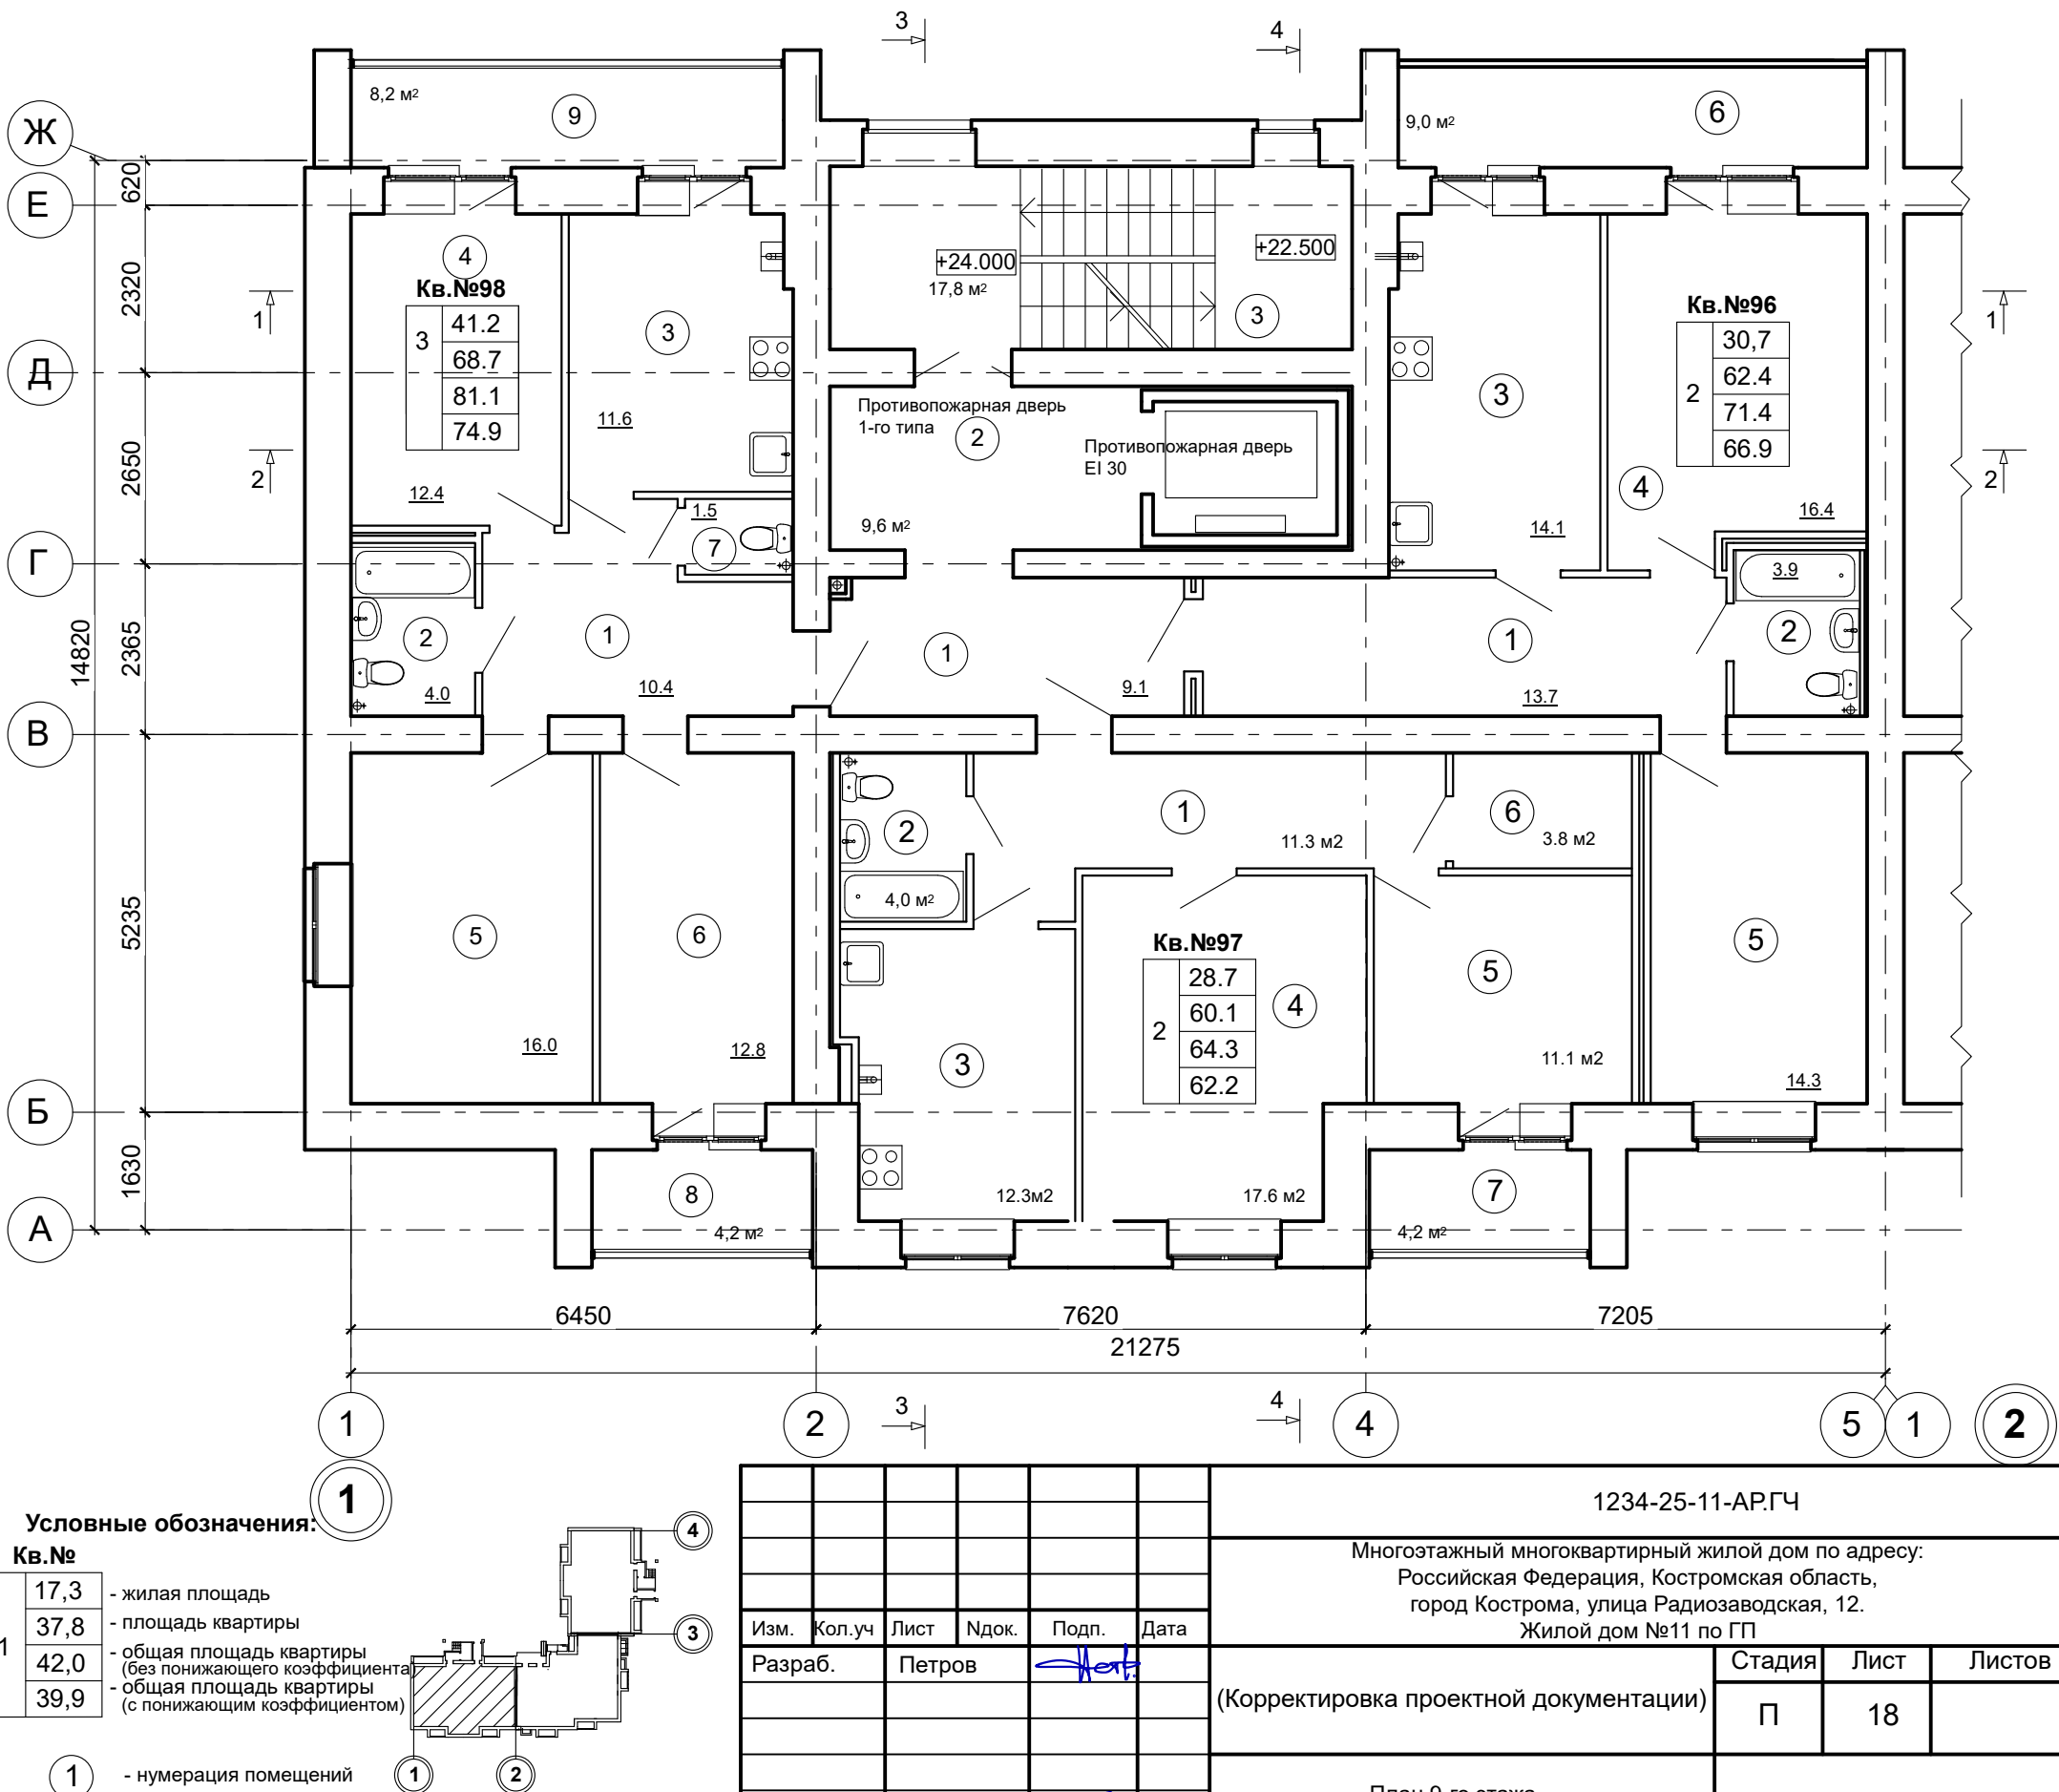 3
4
8,2 м²
9
9,0 м²
6
Ж
Е
Д
Г
В
Б
А
620
2320
2650
2365
5235
1630
14820
4
Кв.№98
3
41.2
68.7
81.1
74.9
12.4
3
11.6
1.5
7
+24.000
17,8 м²
+22.500
3
Противопожарная дверь
1-го типа
2
Противопожарная дверь
EI 30
9,6 м²
3
14.1
Кв.№96
2
30,7
62.4
71.4
66.9
4
16.4
3.9
1
1
2
2
2
4.0
1
10.4
1
9.1
1
13.7
2
2
4,0 м²
1
11.3 м2
6
3.8 м2
5
16.0
6
12.8
3
12.3м2
Кв.№97
2
28.7
60.1
64.3
62.2
4
17.6 м2
5
11.1 м2
5
14.3
8
4,2 м²
7
4,2 м²
6450
7620
7205
21275
3
4
1
2
4
5
1
2
1
Условные обозначения:
Кв.№
1
17,3
- жилая площадь
37,8
- площадь квартиры
42,0
- общая площадь квартиры
(без понижающего коэффициента
39,9
- общая площадь квартиры
(с понижающим коэффициентом)
1
- нумерация помещений
4
3
1
2
1234-25-11-АР.ГЧ
Многоэтажный многоквартирный жилой дом по адресу:
Российская Федерация, Костромская область,
город Кострома, улица Радиозаводская, 12.
Жилой дом №11 по ГП
Изм. Кол.уч Лист Nдок. Подп. Дата
Разраб. Петров
(Корректировка проектной документации)
Стадия Лист Листов
П 18
План 9-го этажа